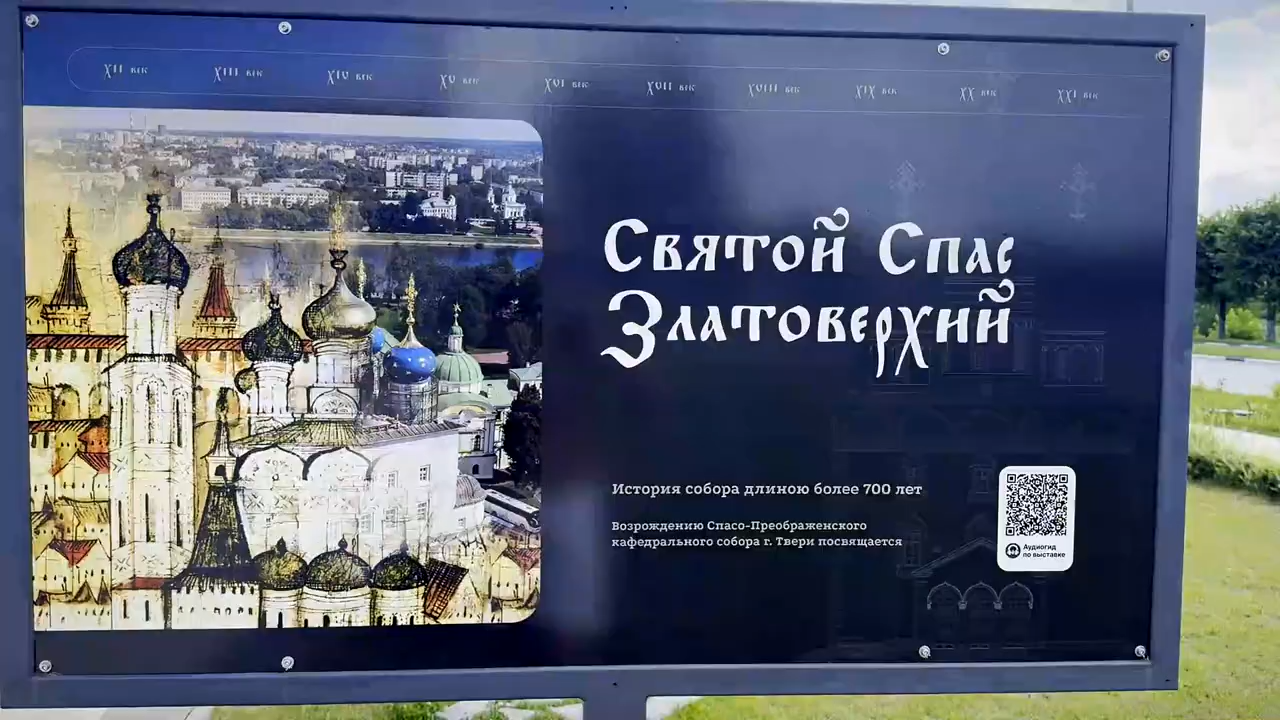 XII век XIII век XIV век XV век XVI век XVII век XVIII век XIX век XX век XXI век
Святой Спас
Златоверхий
История собора длиною более 700 лет
Возрождению Спасо-Преображенского
кафедрального собора г. Твери посвящается
Аудиогид
по выставке